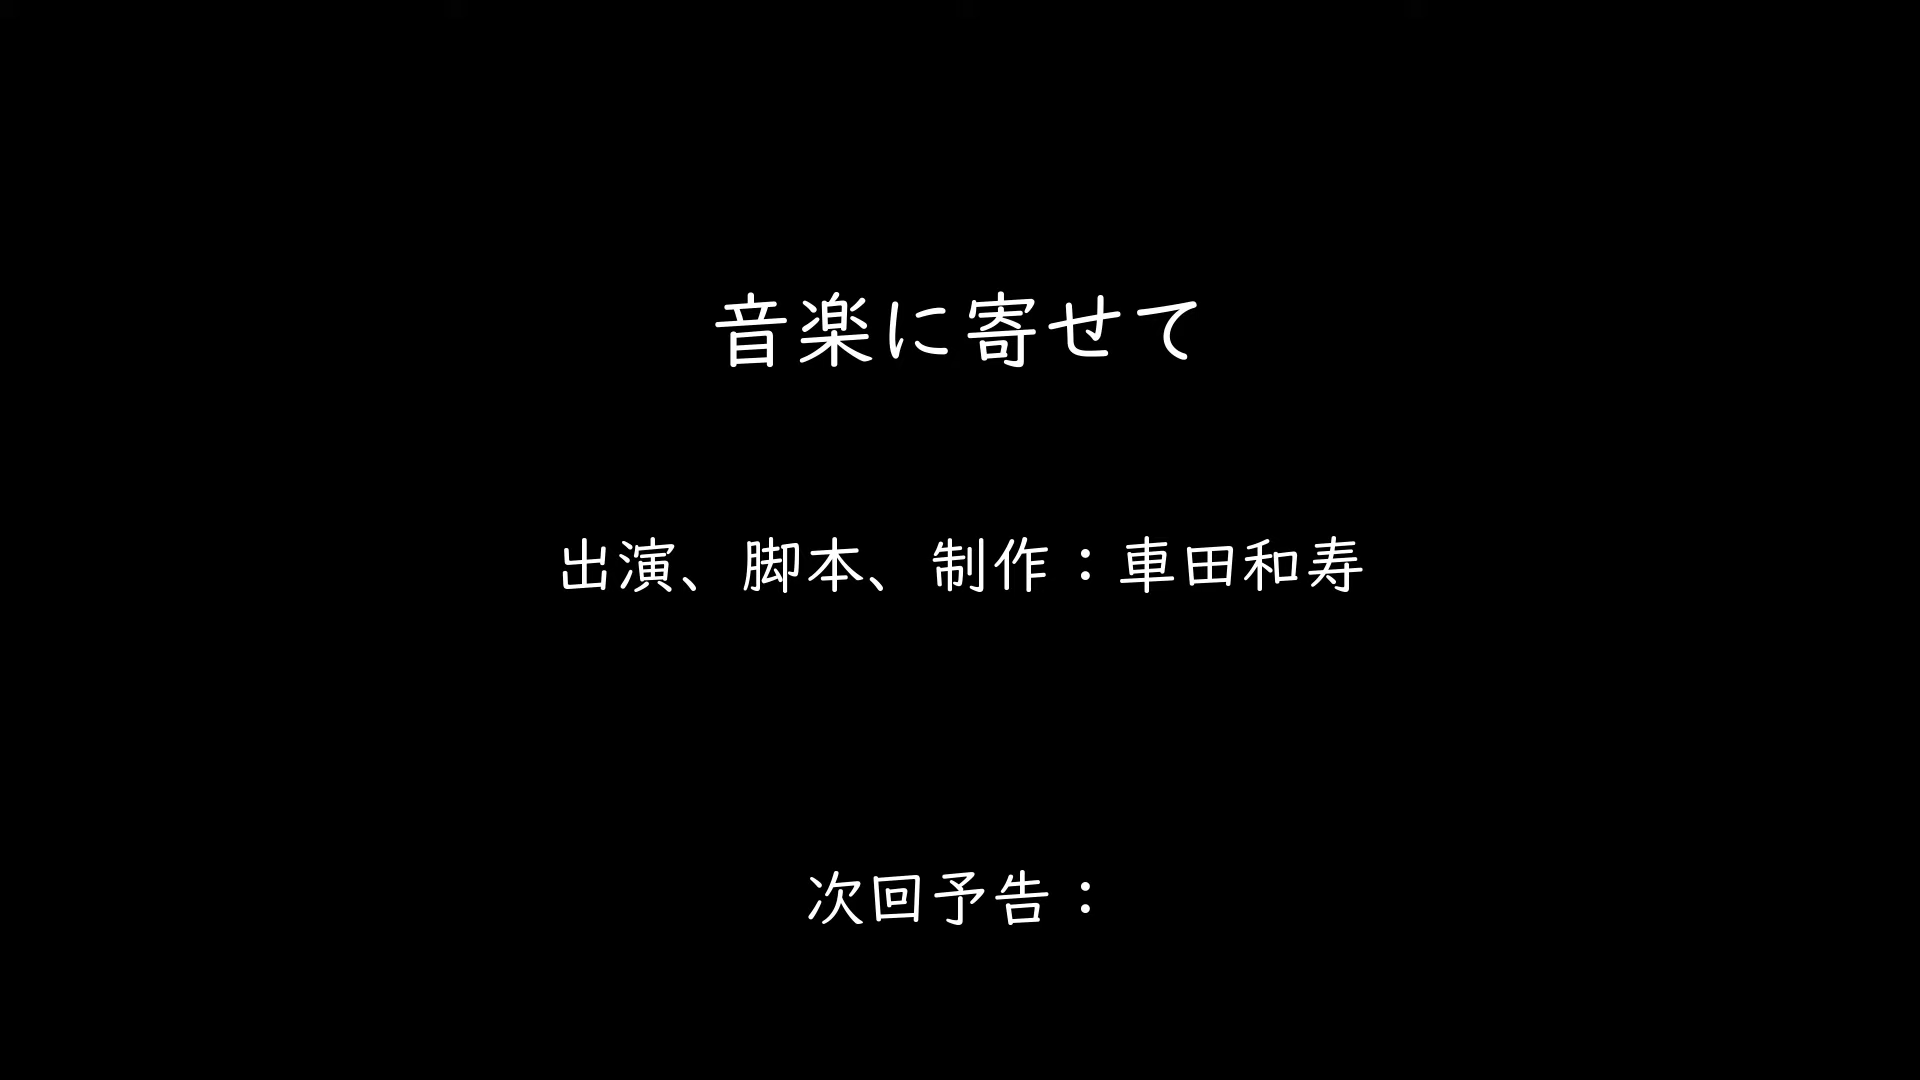 音楽に寄せて
出演、脚本、制作：車田和寿
次回予告：